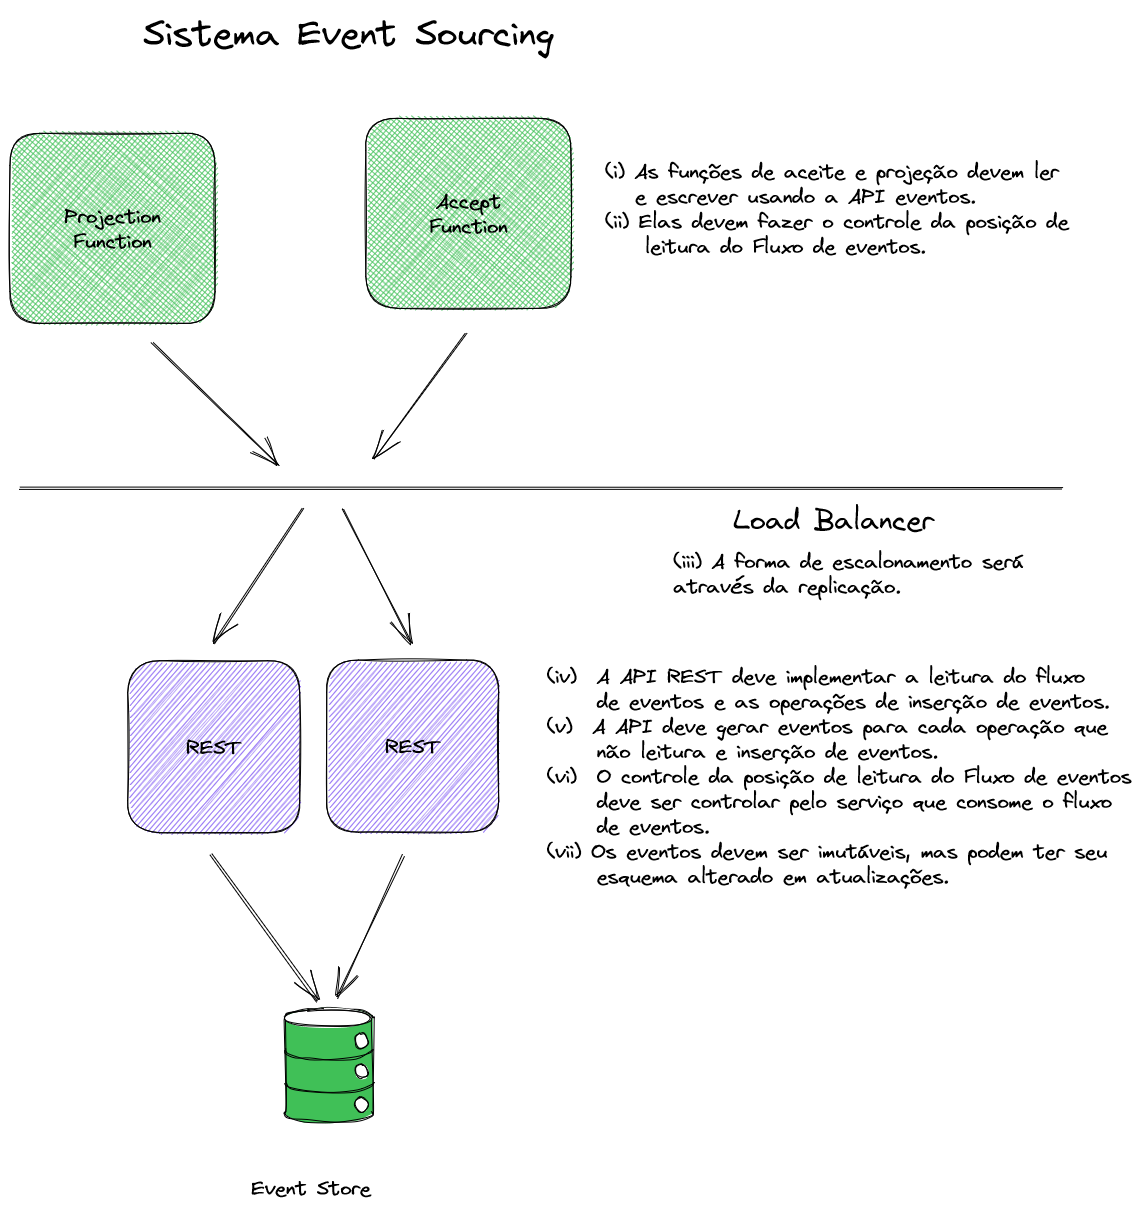 Sistema Event Sourcing
Projection
Function
Accept
Function
(i) As funções de aceite e projeção devem ler
e escrever usando a API eventos.
(ii) Elas devem fazer o controle da posição de
leitura do Fluxo de eventos.
Load Balancer
(iii) A forma de escalonamento será
através da replicação.
REST
REST
(iv) A API REST deve implementar a leitura do fluxo
de eventos e as operações de inserção de eventos.
(v) A API deve gerar eventos para cada operação que
não leitura e inserção de eventos.
(vi) O controle da posição de leitura do Fluxo de eventos
deve ser controlar pelo serviço que consome o fluxo
de eventos.
(vii) Os eventos devem ser imutáveis, mas podem ter seu
esquema alterado em atualizações.
Event Store